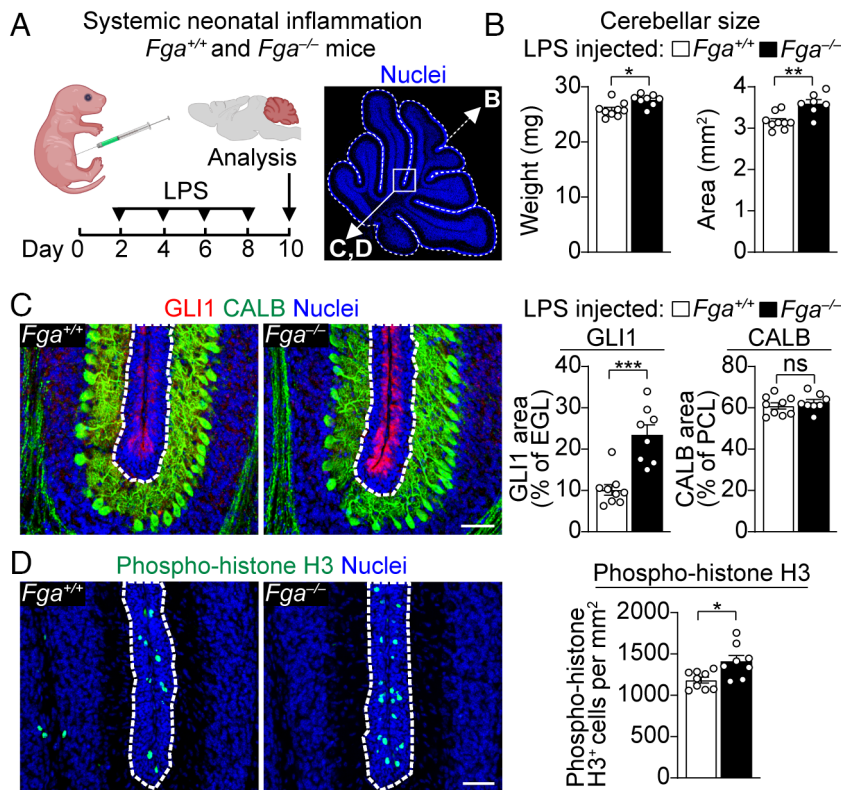 A
Systemic neonatal inflammation
Fga+/+ and Fga–/– mice
Nuclei
B
Analysis
LPS
C,D
Day 0 2 4 6 8 10
B
Cerebellar size
LPS injected: Fga+/+ Fga–/–
Weight (mg)
30
20
10
0
*
Area (mm²)
4
3
2
1
0
**
C
GLI1 CALB Nuclei
Fga+/+
Fga–/–
LPS injected: Fga+/+ Fga–/–
GLI1
GLI1 area
(% of EGL)
40
30
20
10
0
***
CALB
CALB area
(% of PCL)
80
60
40
20
0
ns
D
Phospho-histone H3 Nuclei
Fga+/+
Fga–/–
Phospho-histone H3
Phospho-histone
H3+ cells per mm²
2000
1500
1000
500
0
*